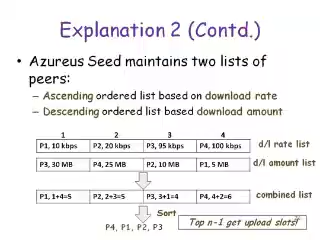 Explanation 2 (Contd.)
• Azureus Seed maintains two lists of
peers:
– Ascending ordered list based on download rate
– Descending ordered list based download amount
1 2 3 4
P1, 10 kbps P2, 20 kbps P3, 95 kbps P4, 100 kbps d/l rate list
P3, 30 MB P4, 25 MB P2, 10 MB P1, 5 MB d/l amount list
P1, 1+4=5 P2, 2+3=5 P3, 3+1=4 P4, 4+2=6 combined list
Sort
P4, P1, P2, P3
Top n-1 get upload slots!